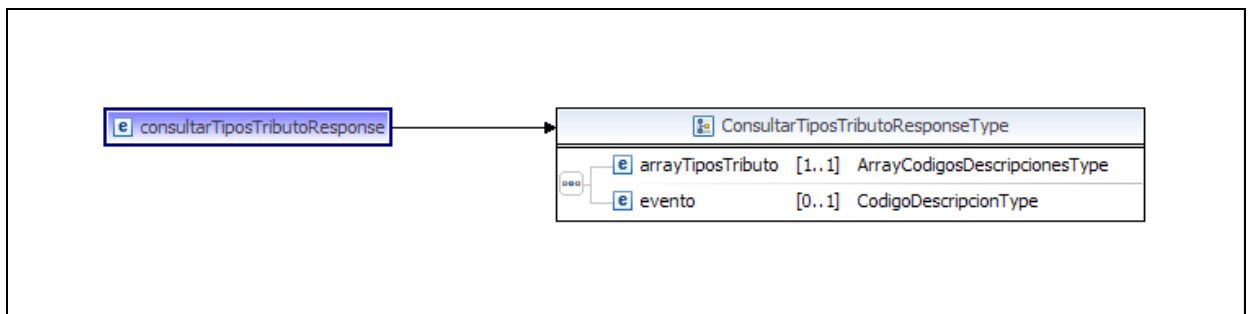 e consultarTiposTributoResponse
ConsultarTiposTributoResponseType
e arrayTiposTributo [1..1] ArrayCodigosDescripcionesType
e evento [0..1] CodigoDescripcionType